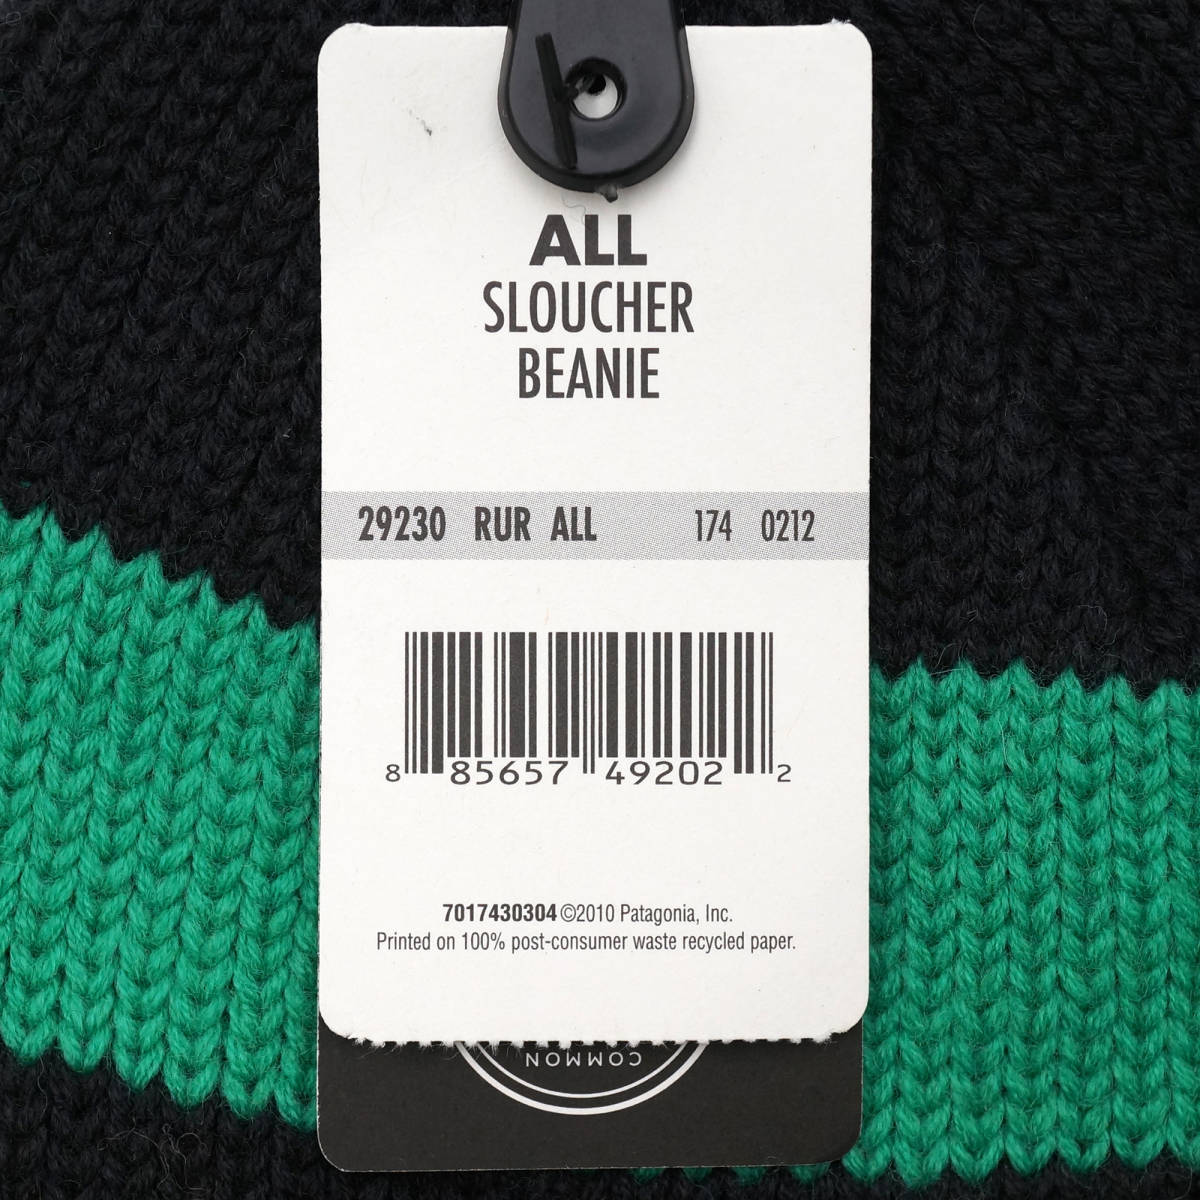 ALL
SLOUCHER
BEANIE
29230 RUR ALL 174 0212
8 85657 49202 2
7017430304 ©2010 Patagonia, Inc.
Printed on 100% post-consumer waste recycled paper.
COMMON